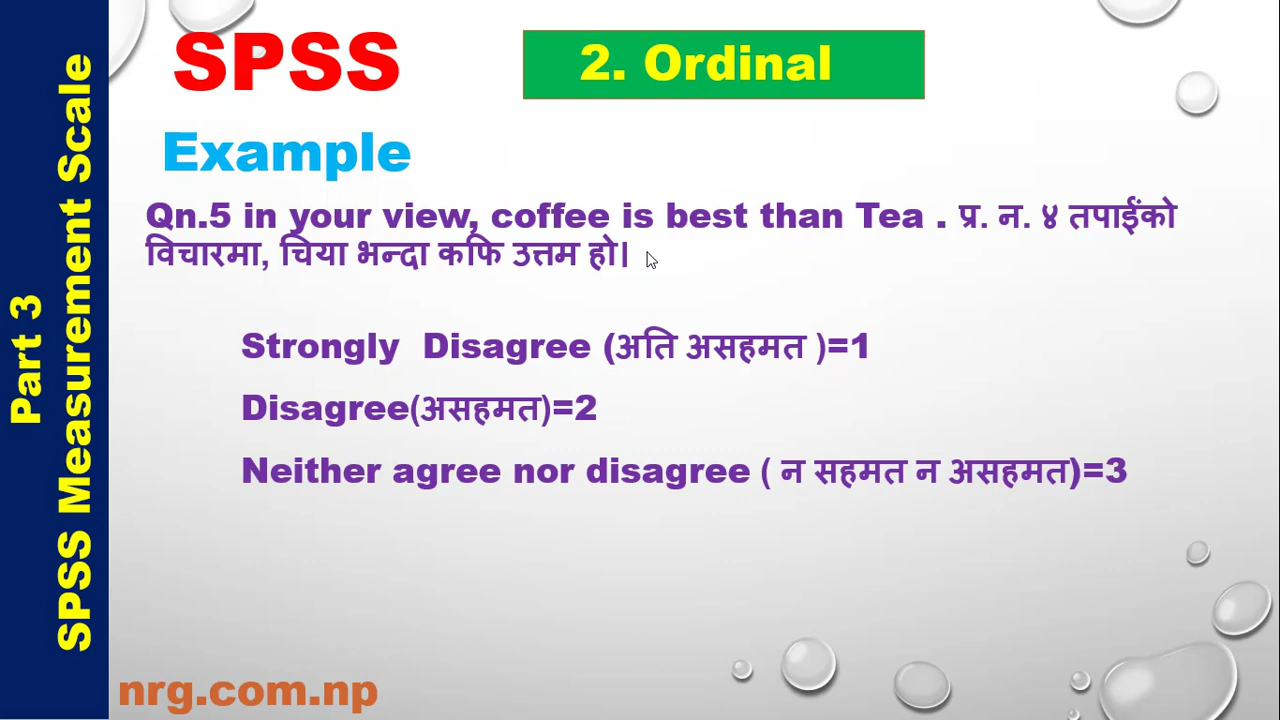 Part 3
SPSS Measurement Scale
SPSS
2. Ordinal
Example
Qn.5 in your view, coffee is best than Tea . प्र. न. ४ तपाईंको
विचारमा, चिया भन्दा कफि उत्तम हो।
Strongly Disagree (अति असहमत )=1
Disagree(असहमत)=2
Neither agree nor disagree ( न सहमत न असहमत)=3
nrg.com.np